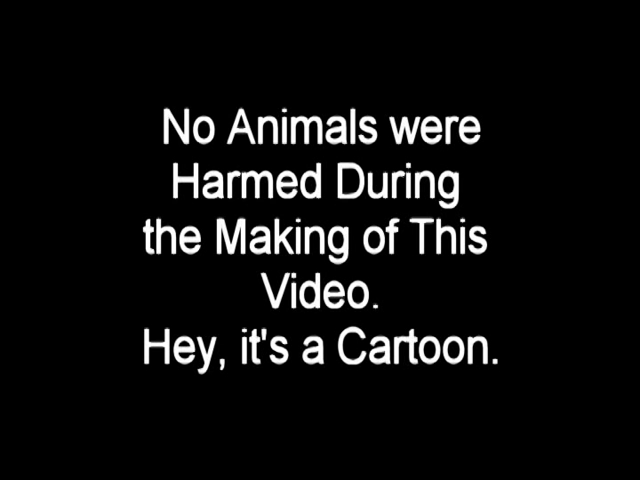 No Animals were
Harmed During
the Making of This
Video.
Hey, it's a Cartoon.